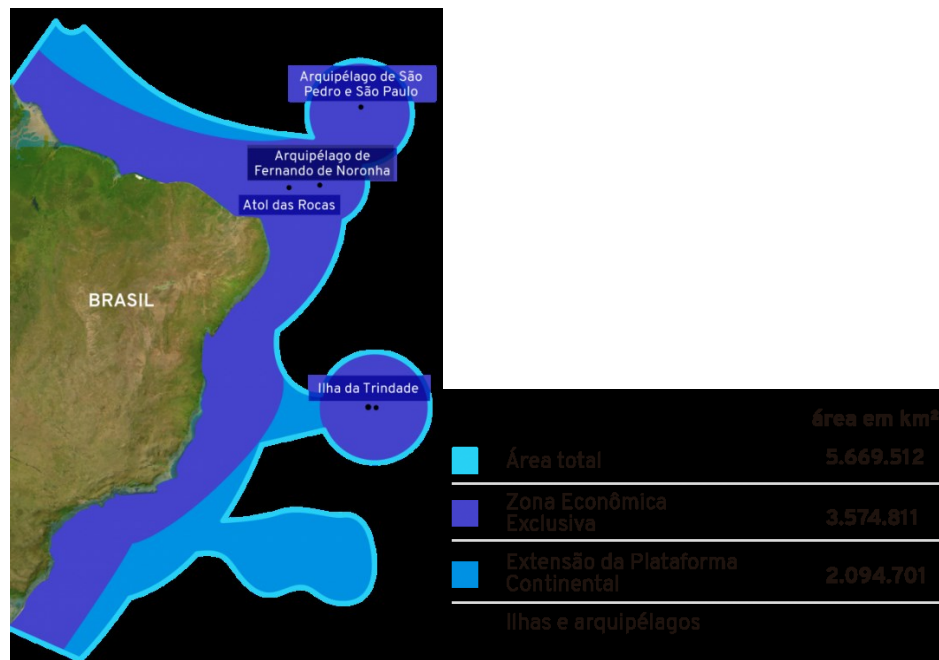 Arquipélago de São
Pedro e São Paulo
Arquipélago de
Fernando de Noronha
Atol das Rocas
BRASIL
Ilha da Trindade
área em km²
Área total 5.669.512
Zona Econômica
Exclusiva 3.574.811
Extensão da Plataforma
Continental 2.094.701
Ilhas e arquipélagos